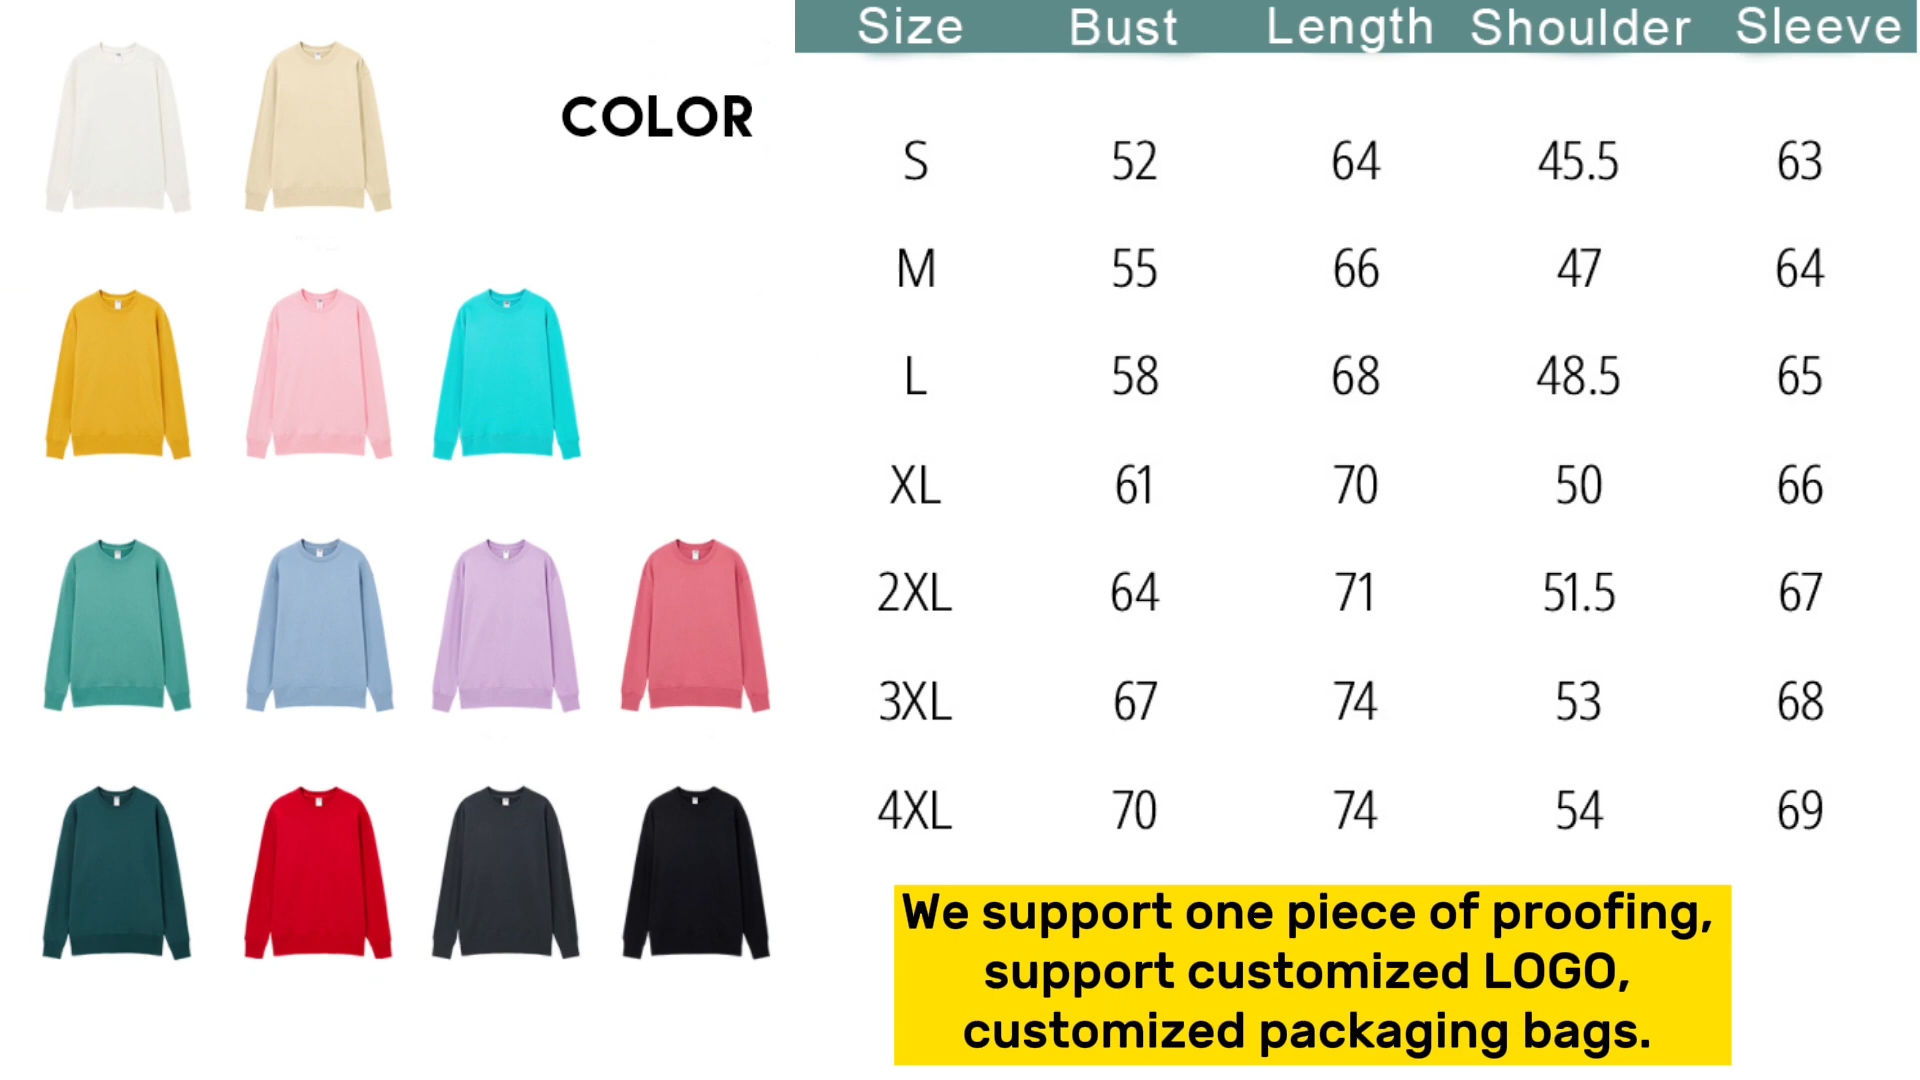 COLOR
Size Bust Length Shoulder Sleeve
S 52 64 45.5 63
M 55 66 47 64
L 58 68 48.5 65
XL 61 70 50 66
2XL 64 71 51.5 67
3XL 67 74 53 68
4XL 70 74 54 69
We support one piece of proofing,
support customized LOGO,
customized packaging bags.